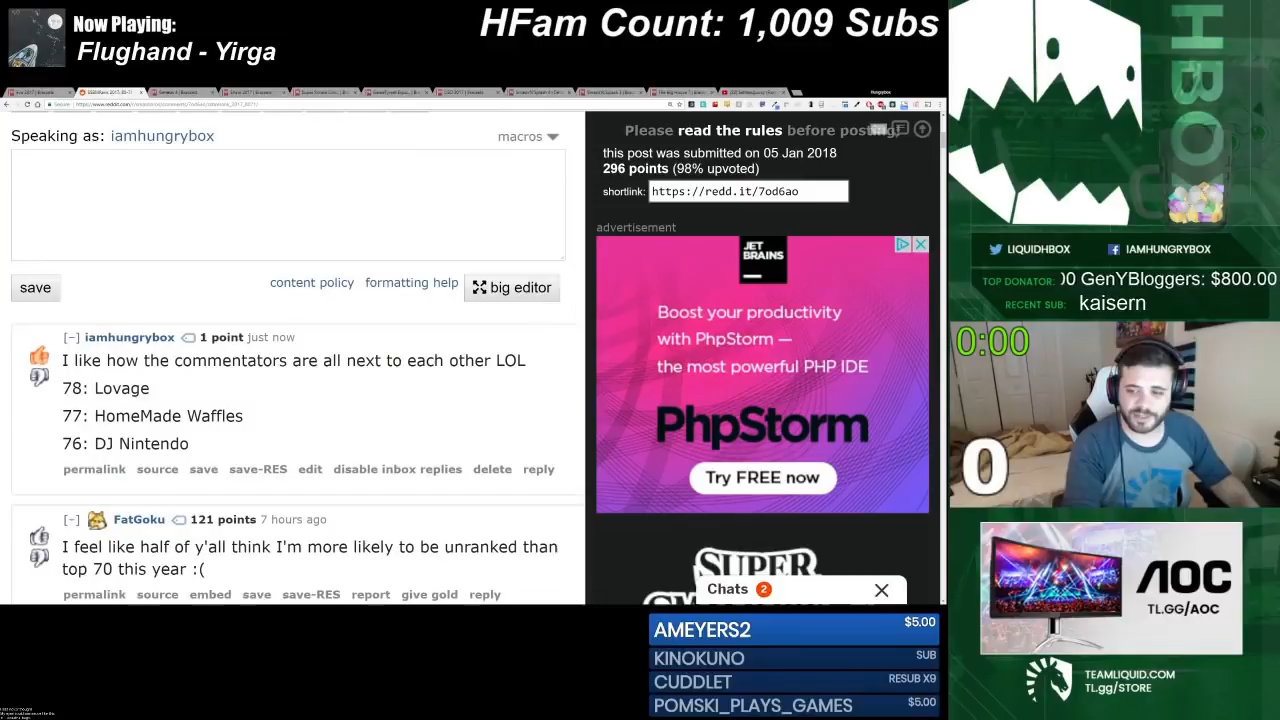 Now Playing:
Flughand - Yirga
HFam Count: 1,009 Subs
Speaking as: iamhungrybox
macros
save
content policy
formatting help
big editor
[-] iamhungrybox 1 point just now
I like how the commentators are all next to each other LOL
78: Lovage
77: HomeMade Waffles
76: DJ Nintendo
permalink source save save-RES edit disable inbox replies delete reply
[-] FatGoku 121 points 7 hours ago
I feel like half of y'all think I'm more likely to be unranked than
top 70 this year :(
permalink source embed save save-RES report give gold reply
Please read the rules before posting!
this post was submitted on 05 Jan 2018
296 points (98% upvoted)
shortlink: https://redd.it/7od6ao
advertisement
JET
BRAINS
Boost your productivity
with PhpStorm —
the most powerful PHP IDE
PhpStorm
Try FREE now
SUPER
Chats 2
AMEYERS2 $5.00
KINOKUNO SUB
CUDDLET RESUB X9
POMSKI_PLAYS_GAMES $5.00
HBOX
LIQUIDHBOX
IAMHUNGRYBOX
TOP DONATOR: 00 GenYBloggers: $800.00
RECENT SUB: kaisern
0:00
0
AOC
TL.GG/AOC
TEAMLIQUID.COM
TL.gg/STORE